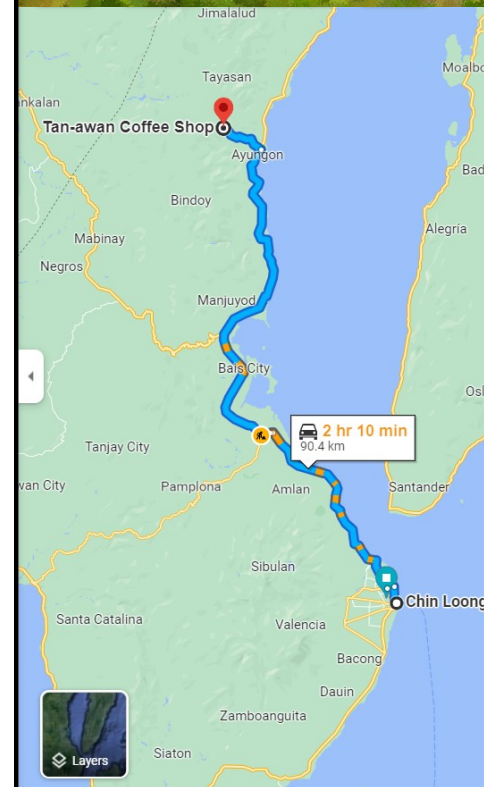 Jimalalud
Moalbo
Tayasan
nkalan
Tan-awan Coffee Shop
Ayungon
Bad
Bindoy
Alegria
Mabinay
Negros
Manjuyod
Bais City
Osl
2 hr 10 min
90.4 km
Tanjay City
wan City
Pamplona
Amlan
Santander
Sibulan
Chin Loong
Santa Catalina
Valencia
Bacong
Dauin
Zamboanguita
Siaton
Layers